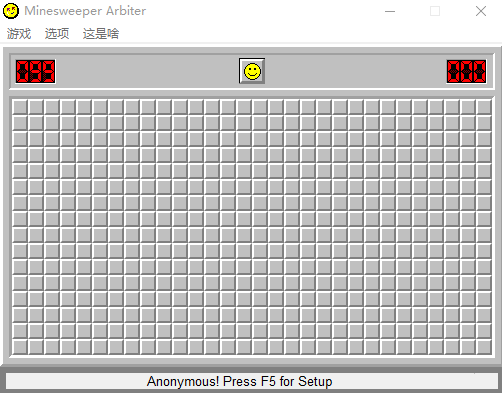 Minesweeper Arbiter
游戏 选项 这是啥
099 000
Anonymous! Press F5 for Setup